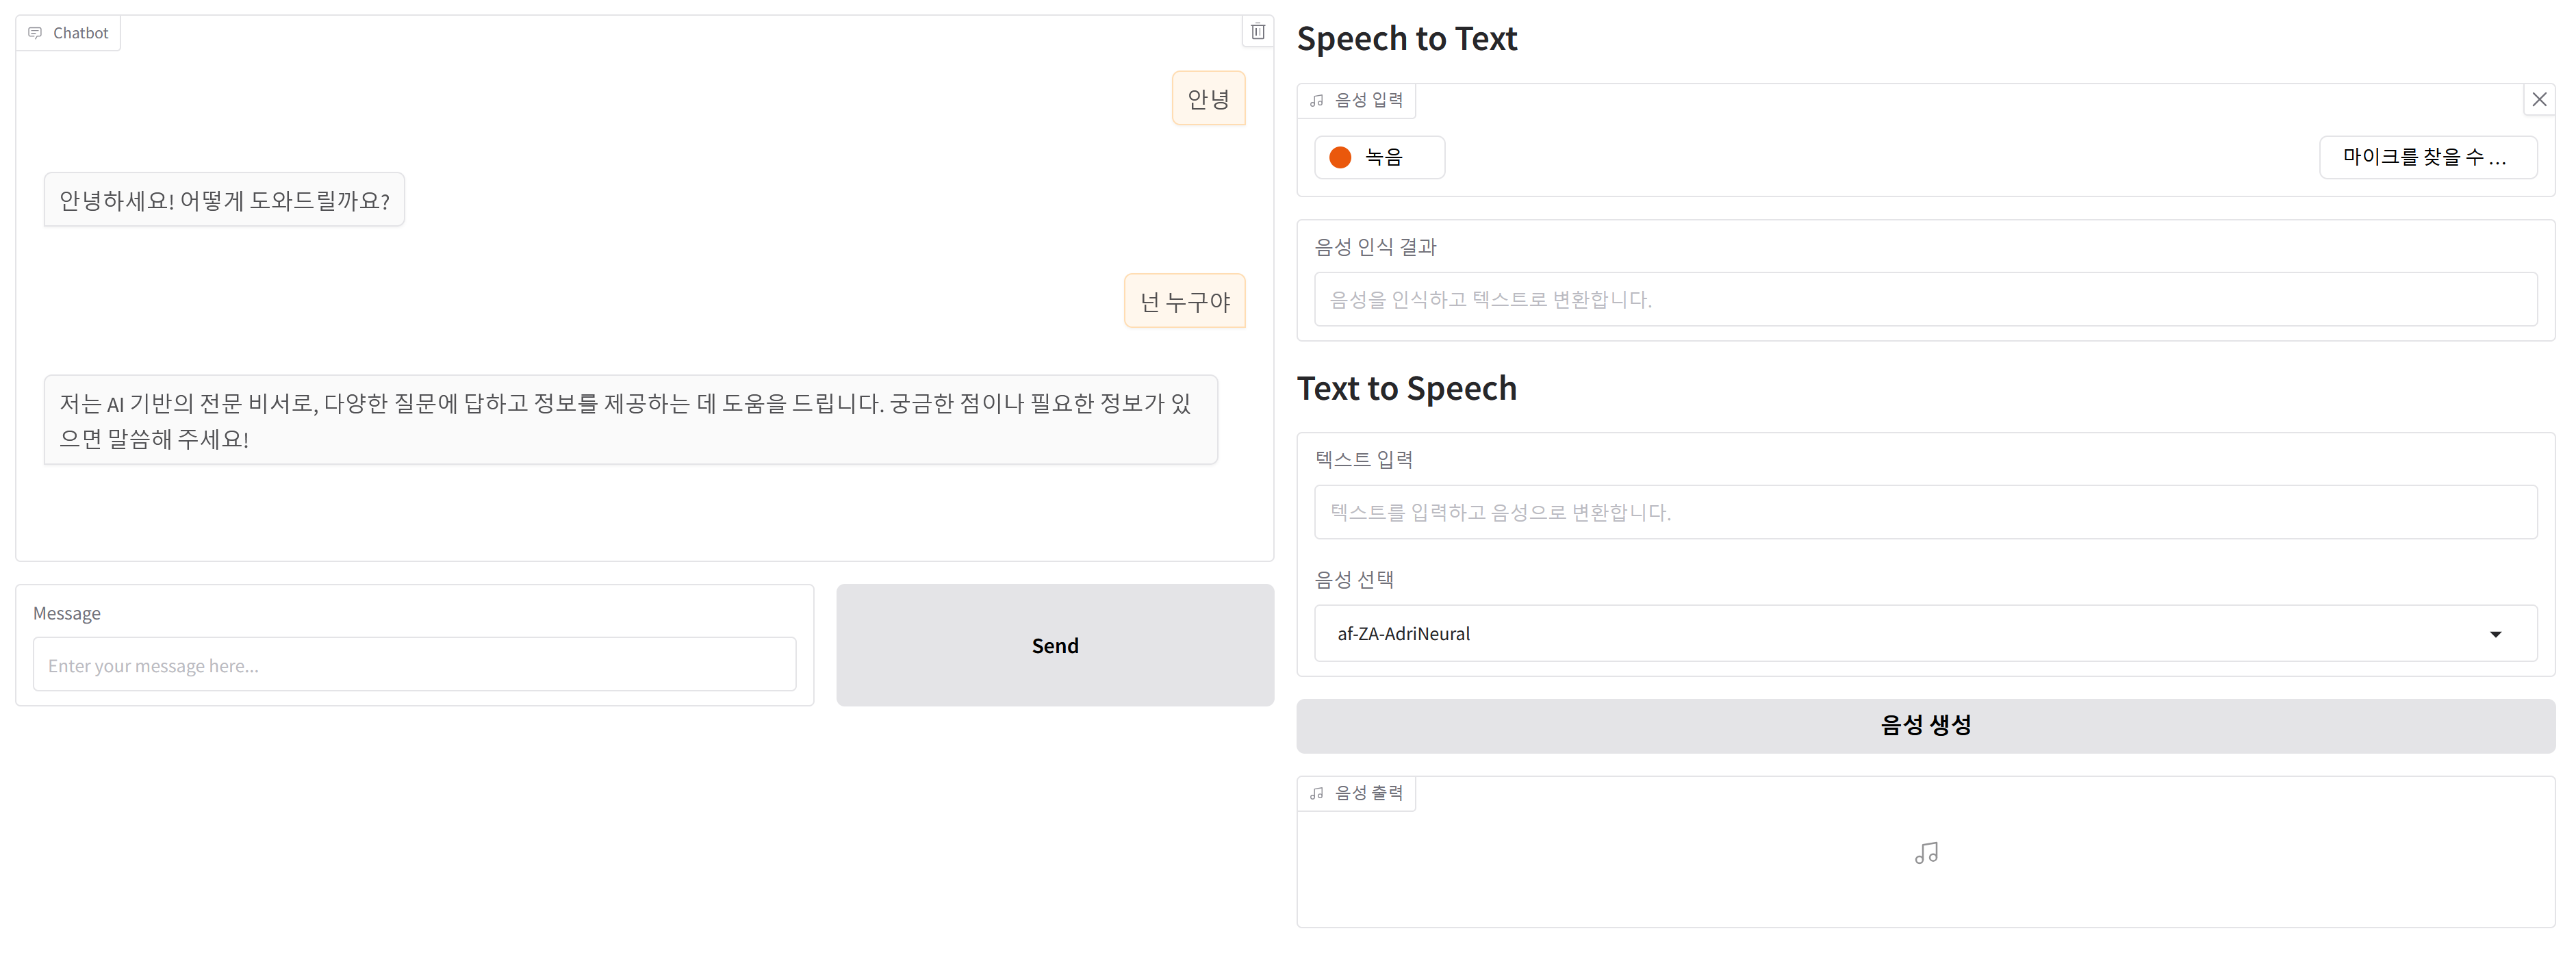 Chatbot
안녕
안녕하세요! 어떻게 도와드릴까요?
넌 누구야
저는 AI 기반의 전문 비서로, 다양한 질문에 답하고 정보를 제공하는 데 도움을 드립니다. 궁금한 점이나 필요한 정보가 있
으면 말씀해 주세요!
Message
Enter your message here...
Send
Speech to Text
음성 입력
녹음
마이크를 찾을 수 ...
음성 인식 결과
음성을 인식하고 텍스트로 변환합니다.
Text to Speech
텍스트 입력
텍스트를 입력하고 음성으로 변환합니다.
음성 선택
af-ZA-AdriNeural
음성 생성
음성 출력